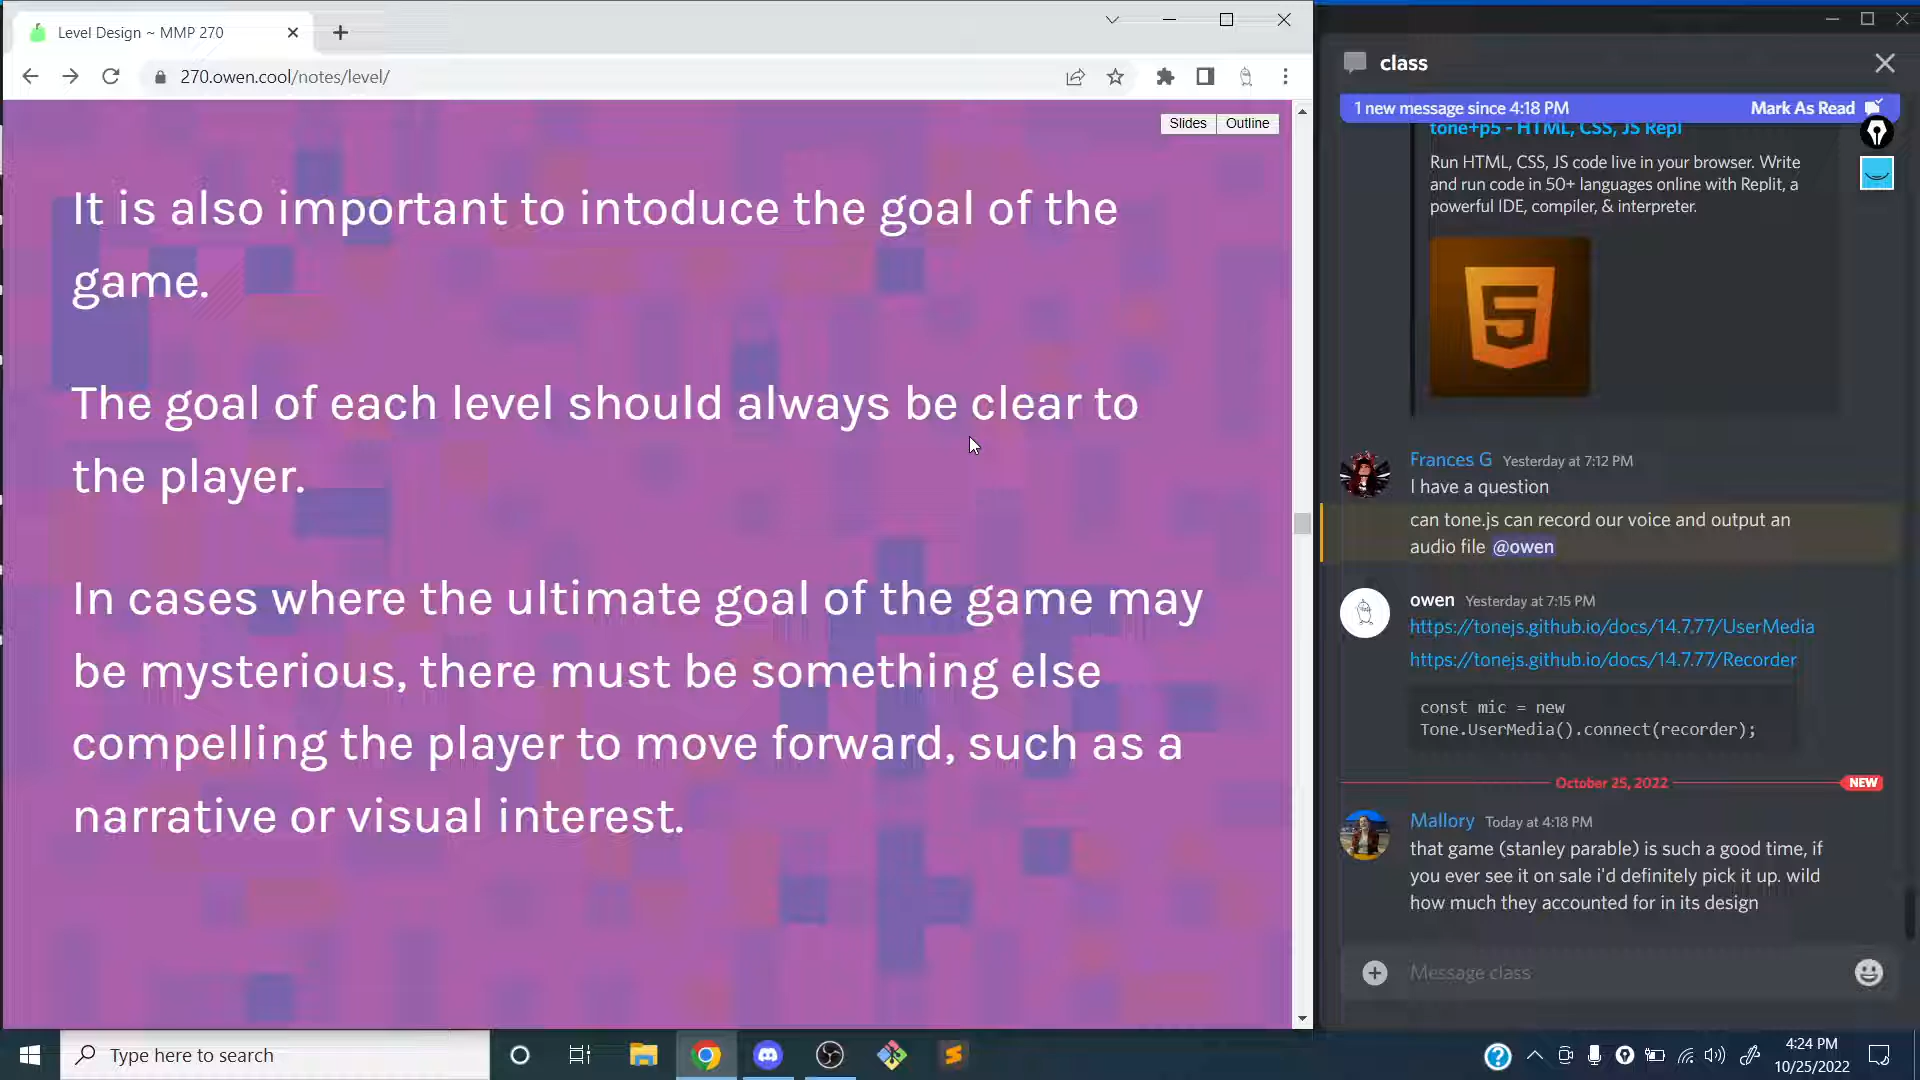 Level Design ~ MMP 270
270.owen.cool/notes/level/
Slides
Outline
It is also important to intoduce the goal of the
game.
The goal of each level should always be clear to
the player.
In cases where the ultimate goal of the game may
be mysterious, there must be something else
compelling the player to move forward, such as a
narrative or visual interest.
class
1 new message since 4:18 PM
Mark As Read
tone+p5 - HTML, CSS, JS Repl
Run HTML, CSS, JS code live in your browser. Write
and run code in 50+ languages online with Replit, a
powerful IDE, compiler, & interpreter.
5
Frances G Yesterday at 7:12 PM
I have a question
can tone.js can record our voice and output an
audio file @owen
owen Yesterday at 7:15 PM
https://tonejs.github.io/docs/14.7.77/UserMedia
https://tonejs.github.io/docs/14.7.77/Recorder
const mic = new
Tone.UserMedia().connect(recorder);
October 25, 2022
NEW
Mallory Today at 4:18 PM
that game (stanley parable) is such a good time, if
you ever see it on sale i'd definitely pick it up. wild
how much they accounted for in its design
Message class
Type here to search
4:24 PM
10/25/2022